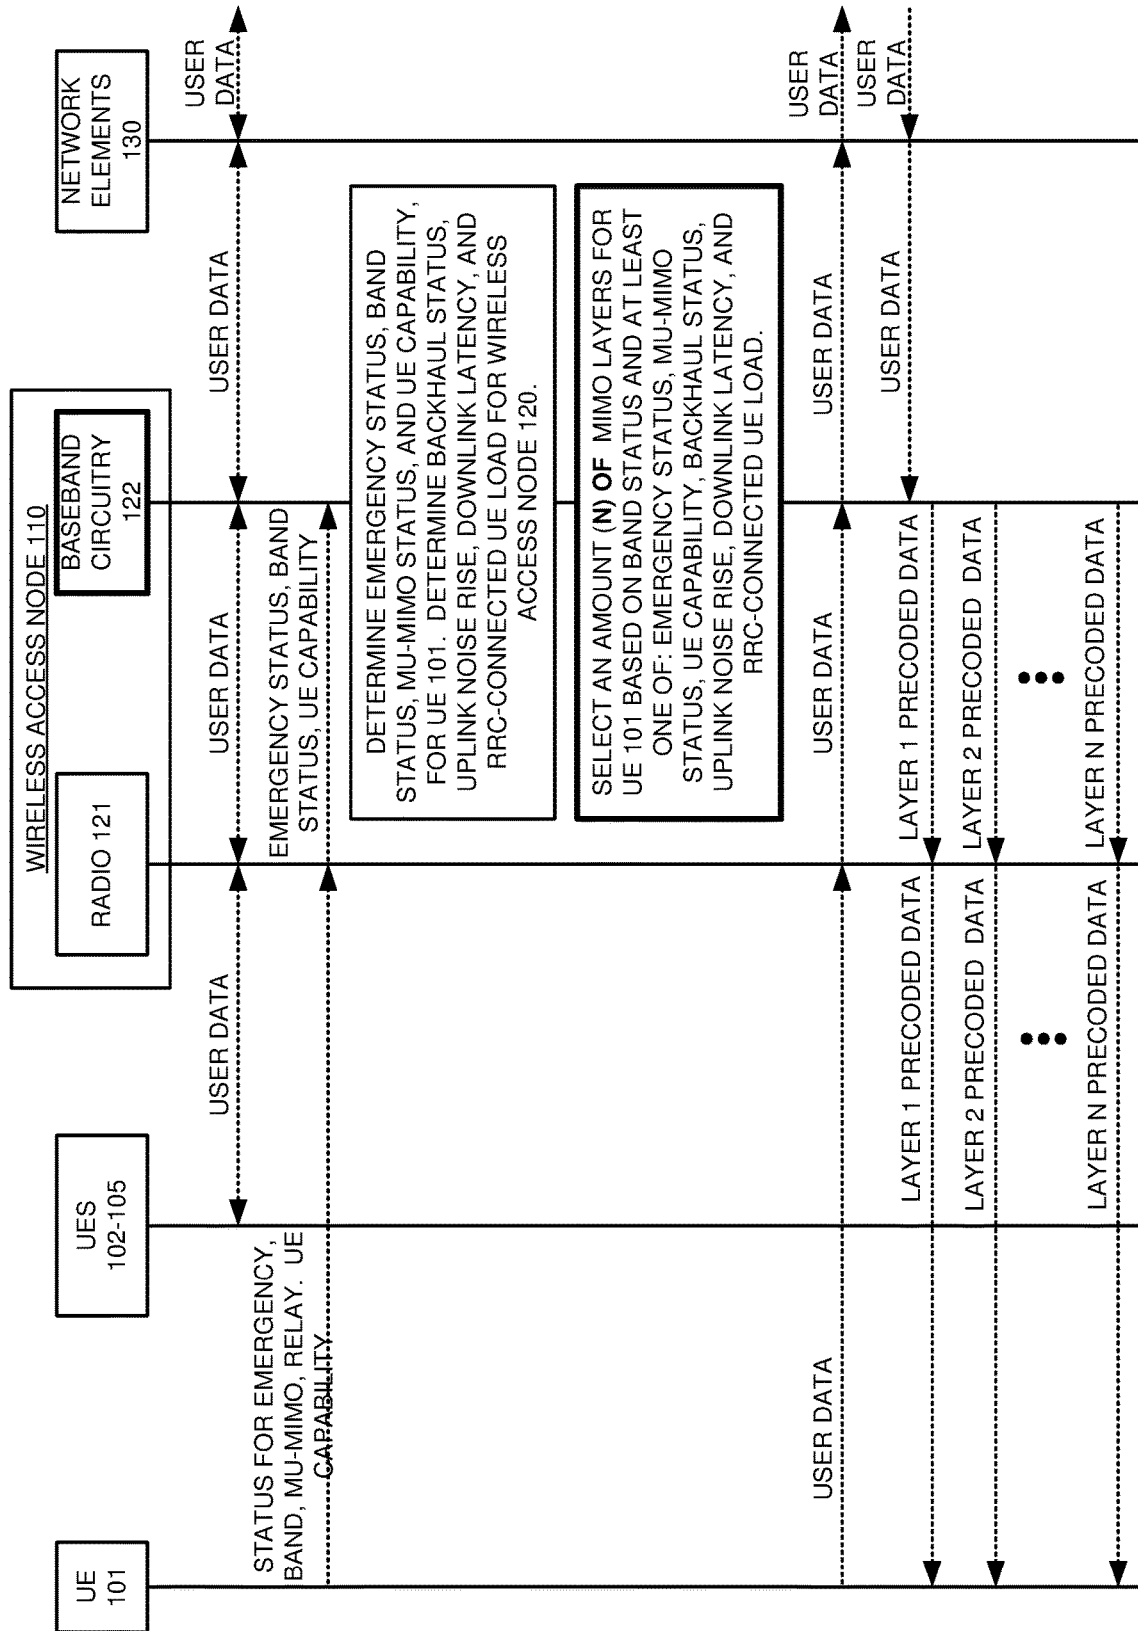 WIRELESS ACCESS NODE 110
UE
101
UES
102-105
RADIO 121
BASEBAND
CIRCUITRY
122
NETWORK
ELEMENTS
130
USER DATA
USER DATA
USER DATA
USER
DATA
STATUS FOR EMERGENCY,
BAND, MU-MIMO, RELAY. UE
CAPABILITY
EMERGENCY STATUS, BAND
STATUS, UE CAPABILITY
DETERMINE EMERGENCY STATUS, BAND
STATUS, MU-MIMO STATUS, AND UE CAPABILITY,
FOR UE 101. DETERMINE BACKHAUL STATUS,
UPLINK NOISE RISE, DOWNLINK LATENCY, AND
RRC-CONNECTED UE LOAD FOR WIRELESS
ACCESS NODE 120.
SELECT AN AMOUNT (N) OF MIMO LAYERS FOR
UE 101 BASED ON BAND STATUS AND AT LEAST
ONE OF: EMERGENCY STATUS, MU-MIMO
STATUS, UE CAPABILITY, BACKHAUL STATUS,
UPLINK NOISE RISE, DOWNLINK LATENCY, AND
RRC-CONNECTED UE LOAD.
USER DATA
USER DATA
USER DATA
USER
DATA
USER DATA
USER
DATA
LAYER 1 PRECODED DATA
LAYER 1 PRECODED DATA
LAYER 2 PRECODED DATA
LAYER 2 PRECODED DATA
LAYER N PRECODED DATA
LAYER N PRECODED DATA